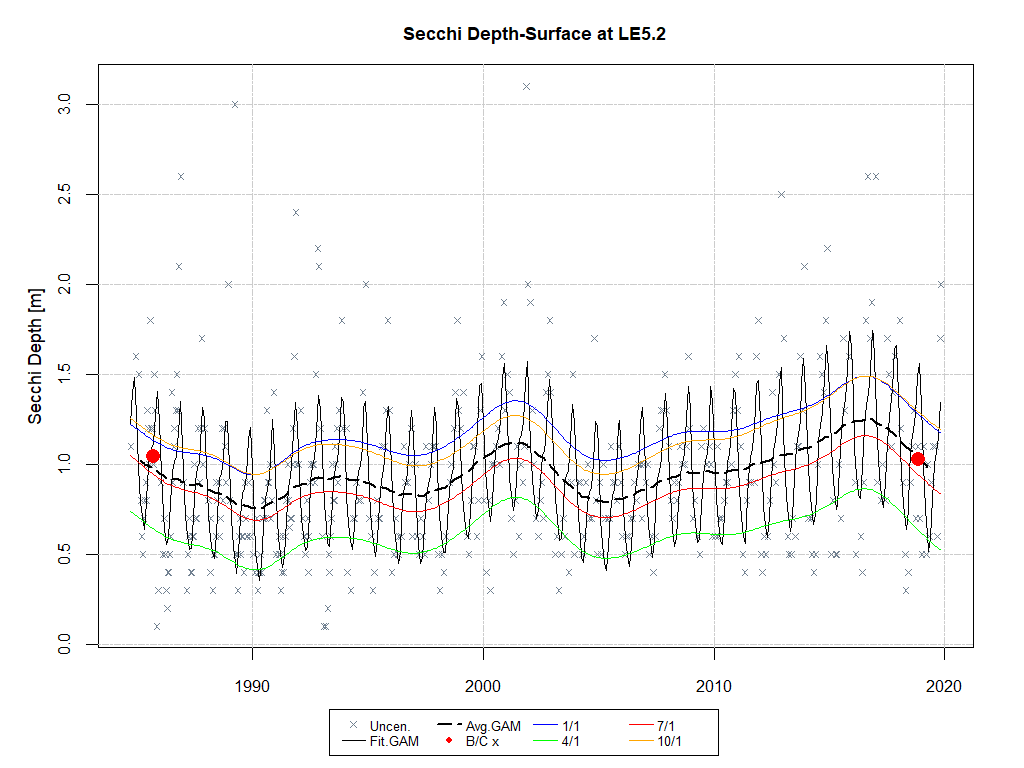 Secchi Depth-Surface at LE5.2
Secchi Depth [m]
3.0
2.5
2.0
1.5
1.0
0.5
0.0
1990 2000 2010 2020
Uncen. Avg.GAM 1/1 7/1
Fit.GAM B/C x 4/1 10/1